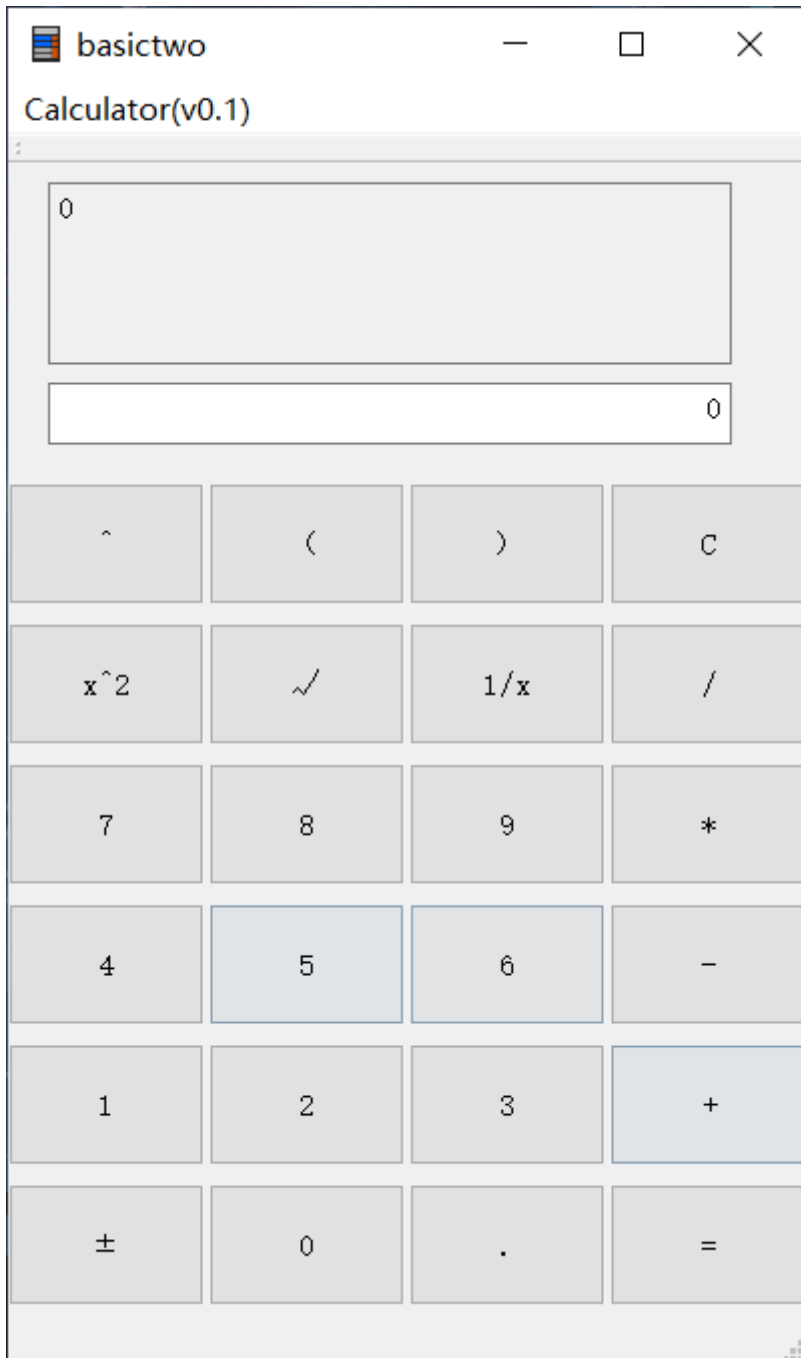 basictwo
Calculator(v0.1)
0
0
^ ( ) C
x^2 √ 1/x /
7 8 9 *
4 5 6 -
1 2 3 +
± 0 . =